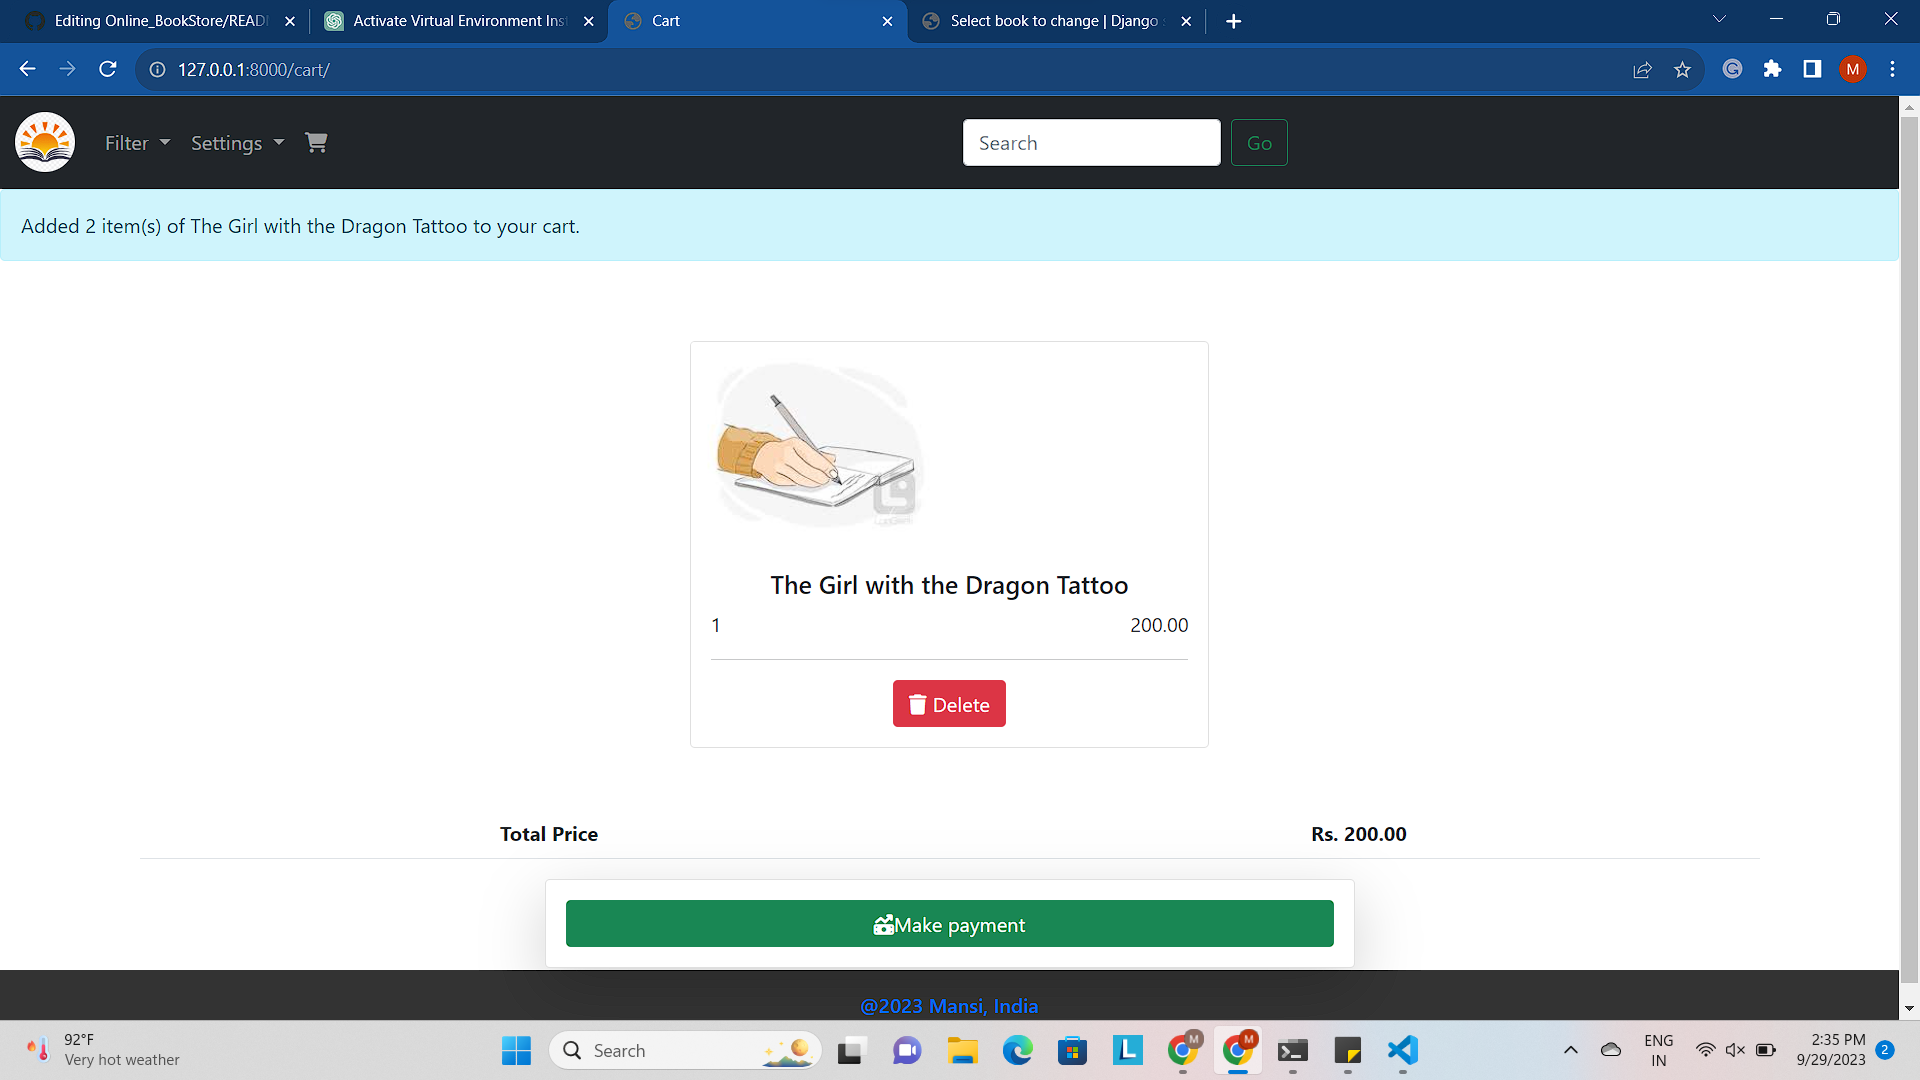 Editing Online_BookStore/READ
Activate Virtual Environment Ins
Cart
Select book to change | Django
127.0.0.1:8000/cart/
M
Filter
Settings
Search
Go
Added 2 item(s) of The Girl with the Dragon Tattoo to your cart.
The Girl with the Dragon Tattoo
1 200.00
Delete
Total Price Rs. 200.00
Make payment
@2023 Mansi, India
92°F
Very hot weather
Search
L
M
M
ENG
IN
2:35 PM
9/29/2023
2